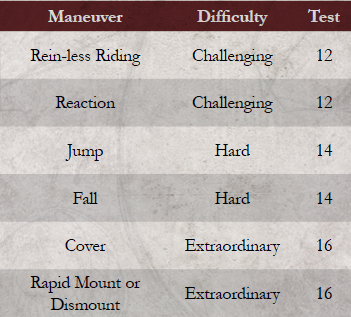 Maneuver Difficulty Test
Rein-less Riding Challenging 12
Reaction Challenging 12
Jump Hard 14
Fall Hard 14
Cover Extraordinary 16
Rapid Mount or
Dismount Extraordinary 16